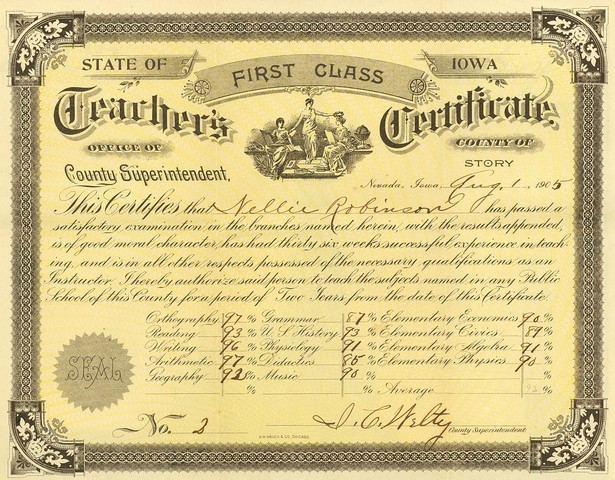 STATE OF FIRST CLASS IOWA
Teacher's Certificate.
OFFICE OF COUNTY OF
County Superintendent, STORY
Nevada, Iowa, Aug. 1 1905
This Certifies that Nellie Robinson has passed a
satisfactory examination in the branches named herein, with the results appended,
is of good moral character, has had thirty six weeks successful experience in teach-
ing, and is in all other respects possessed of the necessary qualifications as an
Instructor. I hereby authorize said person to teach the subjects named in any Public
School of this County for a period of Two Years from the date of this Certificate.
Orthography 97 % Grammar 87 % Elementary Economics 90 %
Reading 93 % U.S. History 93 % Elementary Civics 89 %
Writing 96 % Physiology 91 % Elementary Algebra 91 %
Arithmetic 97 % Didactics 85 % Elementary Physics 90 %
Geography 92 % Music 90 % %
% % Average %
SEAL
No. 2 County Superintendent